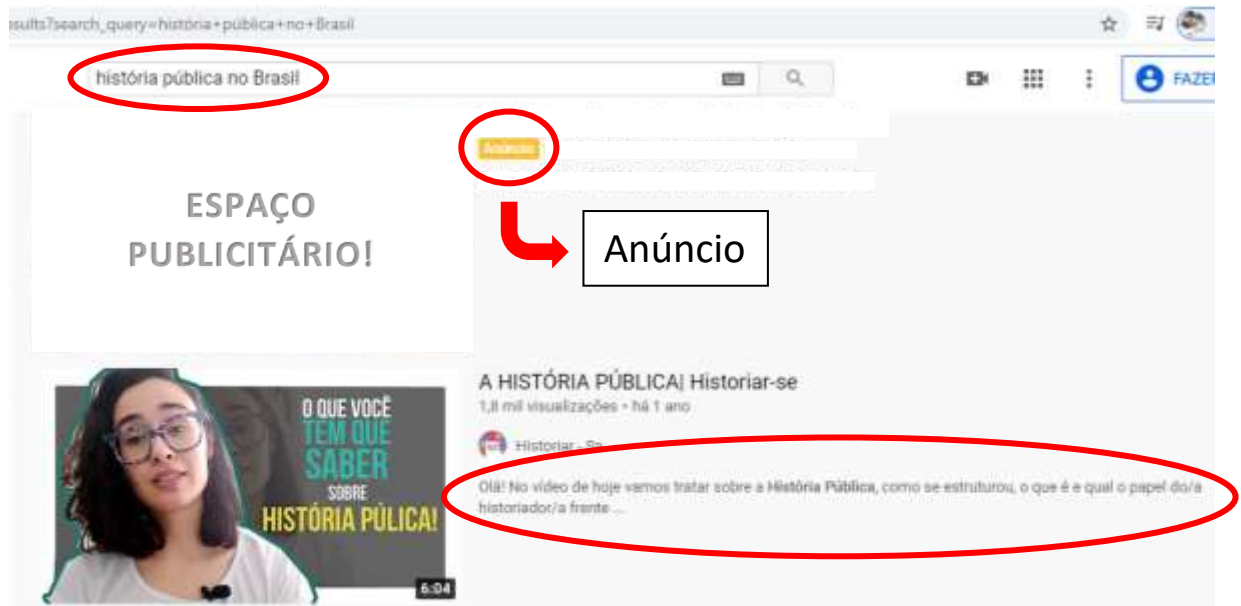 esults?search_query=história+pública+no+Brasil
história pública no Brasil
FAZER
Anúncio
ESPAÇO
PUBLICITÁRIO!
Anúncio
A HISTÓRIA PÚBLICA| Historiar-se
1,8 mil visualizações • há 1 ano
Historiar - Se
Olá! No vídeo de hoje vamos tratar sobre a História Pública, como se estruturou, o que é e qual o papel do/a
historiador/a frente ...
O QUE VOCÊ
TEM QUE
SABER
SOBRE
HISTÓRIA PÚLICA!
6:04